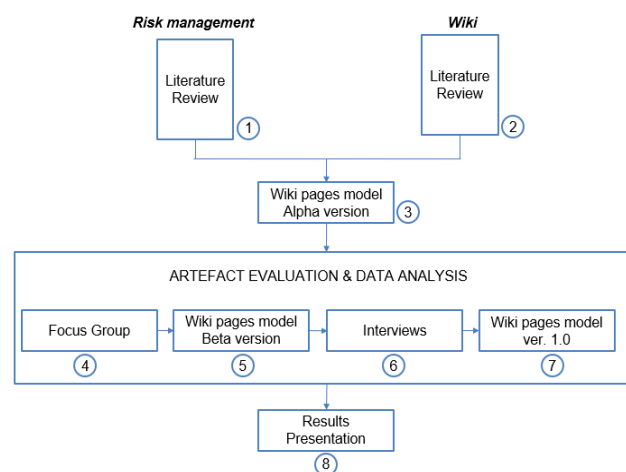 Risk management
Wiki
Literature
Review
1
Literature
Review
2
Wiki pages model
Alpha version
3
ARTEFACT EVALUATION & DATA ANALYSIS
Focus Group
4
Wiki pages model
Beta version
5
Interviews
6
Wiki pages model
ver. 1.0
7
Results
Presentation
8